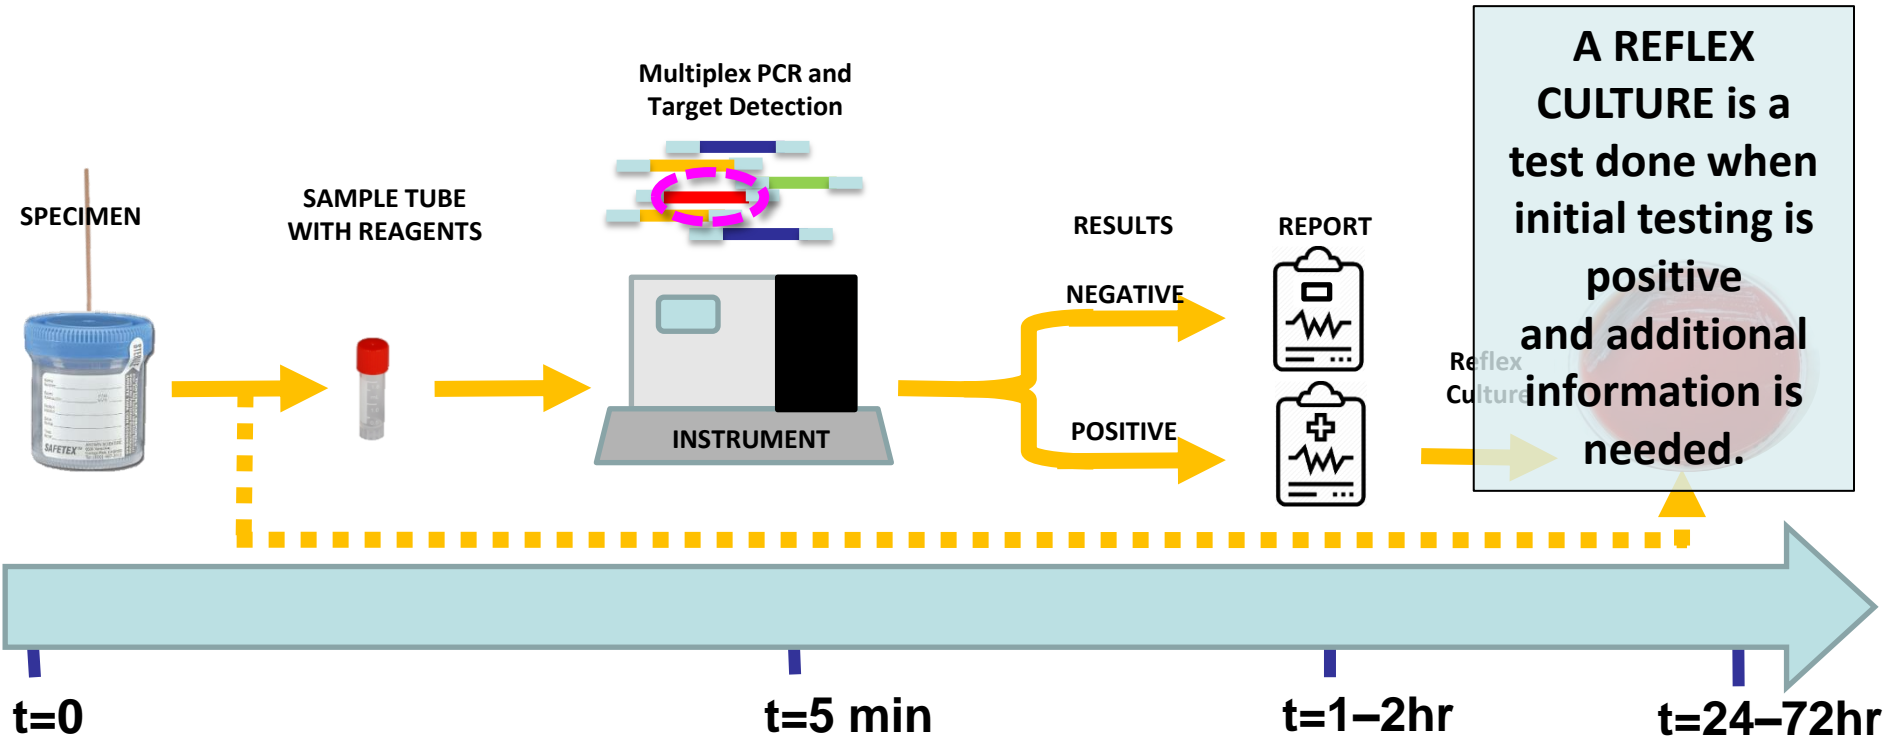 SPECIMEN
SAFETEX
SAMPLE TUBE
WITH REAGENTS
Multiplex PCR and
Target Detection
INSTRUMENT
RESULTS
NEGATIVE
POSITIVE
REPORT
Reflex
Culture
A REFLEX
CULTURE is a
test done when
initial testing is
positive
and additional
information is
needed.
t=0
t=5 min
t=1–2hr
t=24–72hr